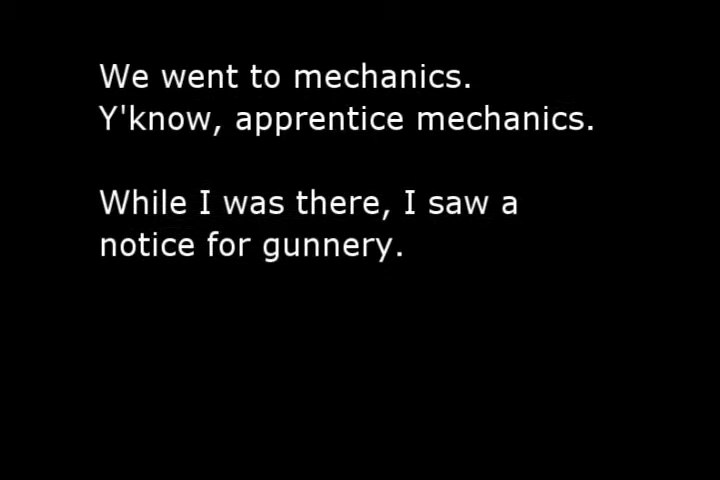 We went to mechanics.
Y'know, apprentice mechanics.
While I was there, I saw a
notice for gunnery.